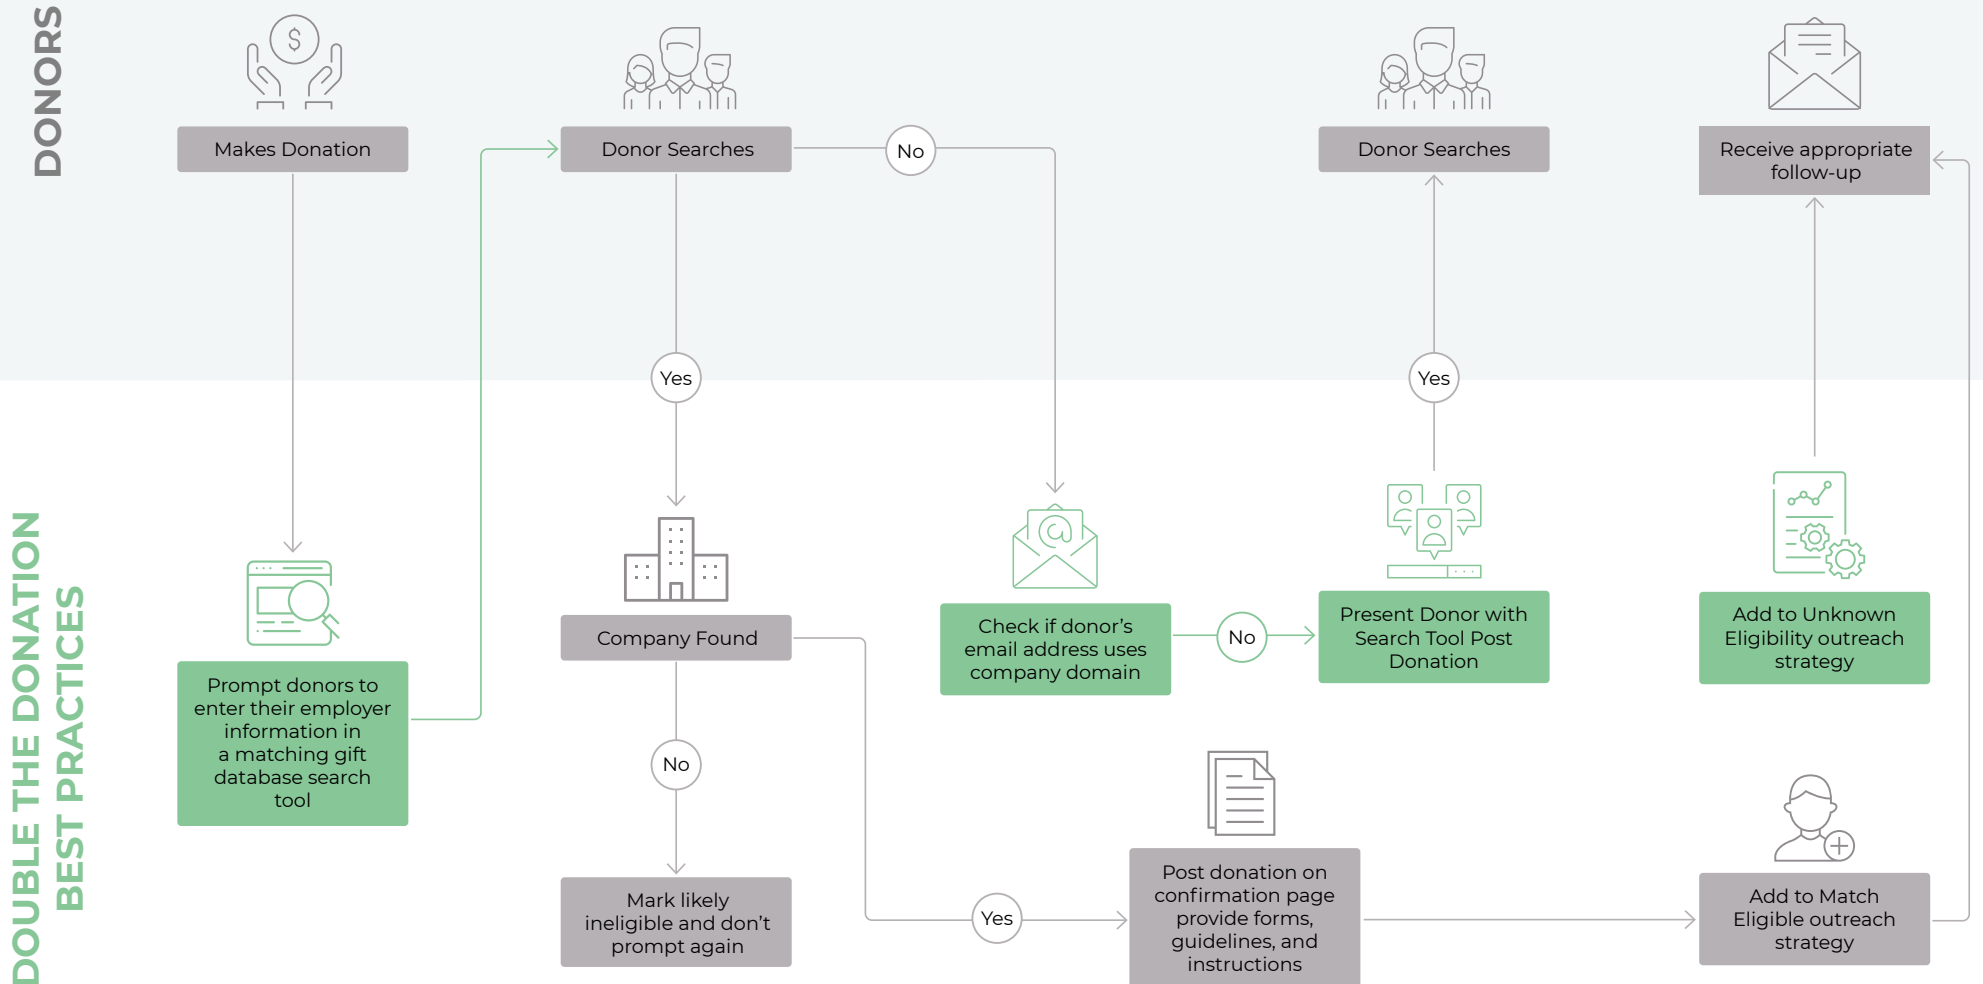 DONORS
$
Makes Donation
Donor Searches
No
Donor Searches
Receive appropriate
follow-up
Yes
Yes
DOUBLE THE DONATION
BEST PRACTICES
@
Prompt donors to
enter their employer
information in
a matching gift
database search
tool
Company Found
Check if donor’s
email address uses
company domain
No
Present Donor with
Search Tool Post
Donation
Add to Unknown
Eligibility outreach
strategy
No
Mark likely
ineligible and don’t
prompt again
Yes
Post donation on
confirmation page
provide forms,
guidelines, and
instructions
Add to Match
Eligible outreach
strategy